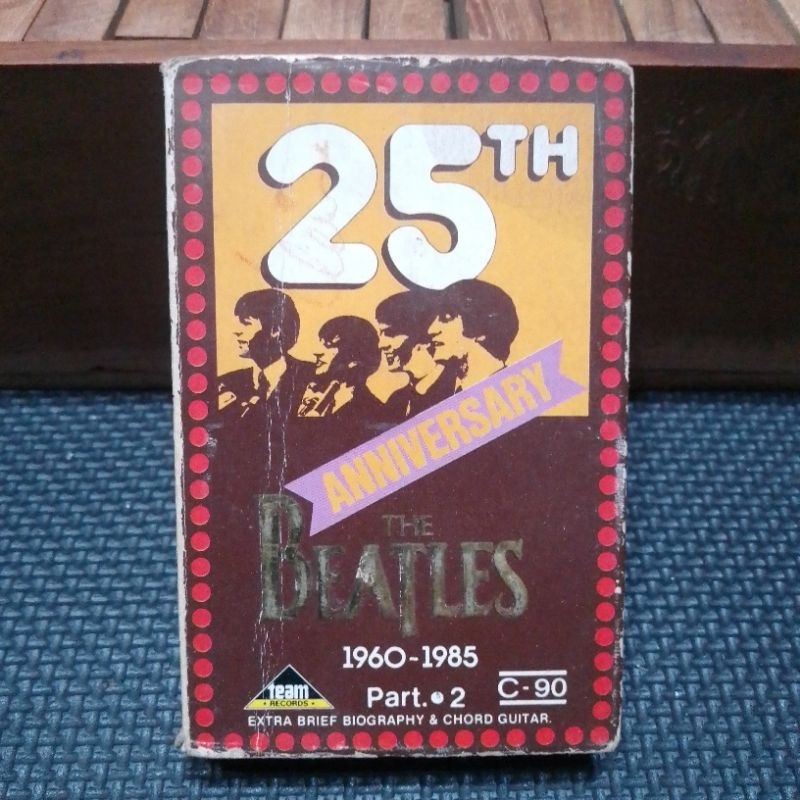 25TH
ANNIVERSARY
THE
BEATLES
1960-1985
team
RECORDS
Part. 2
C-90
EXTRA BRIEF BIOGRAPHY & CHORD GUITAR.